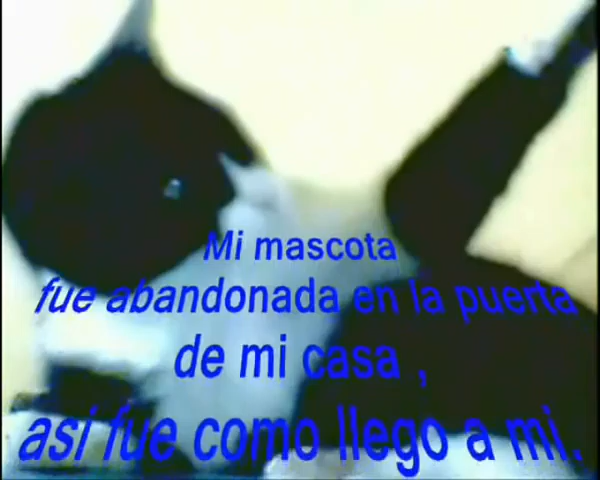 Mi mascota
fue abandonada en la puerta
de mi casa ,
asi fue como llego a mi.